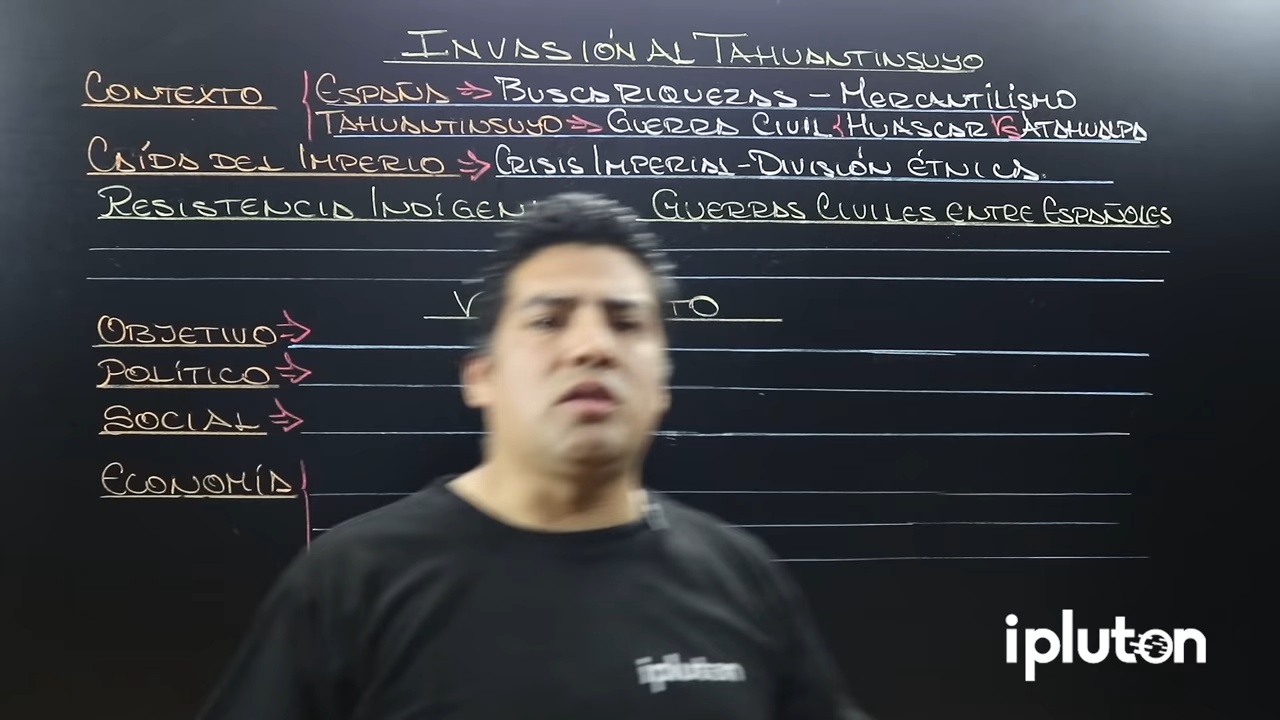 INVASIÓN AL TAHUANTINSUYO
CONTEXTO
ESPAÑA ⇒ BUSCA RIQUEZAS - MERCANTILISMO
TAHUANTINSUYO ⇒ GUERRA CIVIL { HUÁSCAR VS ATAHUALPA
CAÍDA DEL IMPERIO ⇒ CRISIS IMPERIAL - DIVISIÓN ÉTNICA.
RESISTENCIA GUERRAS CIVILES ENTRE ESPAÑOLES
OBJETIVO ⇒
POLÍTICO ⇒
SOCIAL ⇒
ECONOMÍA
ipluton
ipluton